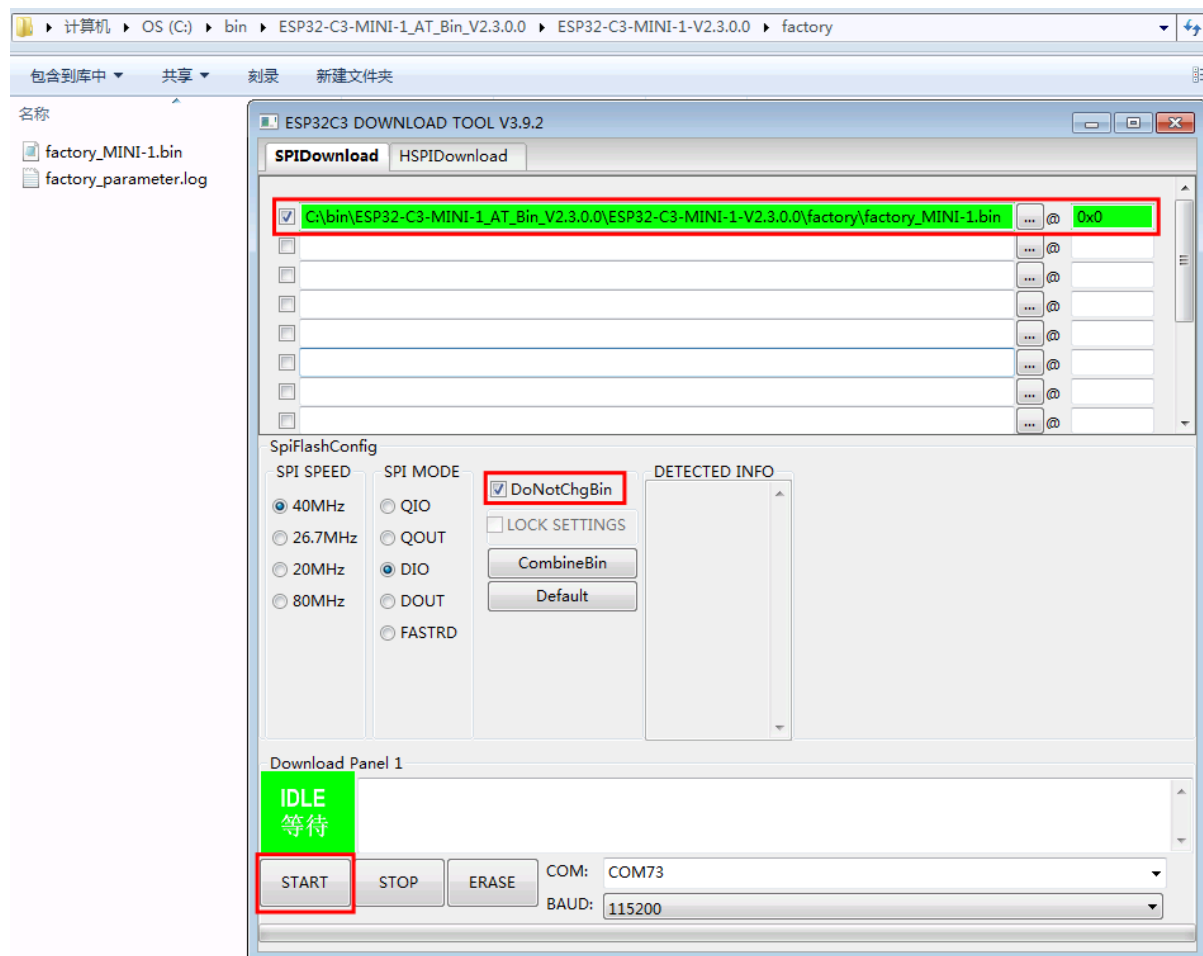 计算机 OS (C:) bin ESP32-C3-MINI-1_AT_Bin_V2.3.0.0 ESP32-C3-MINI-1-V2.3.0.0 factory
包含到库中 共享 刻录 新建文件夹
名称
factory_MINI-1.bin
factory_parameter.log
ESP32C3 DOWNLOAD TOOL V3.9.2
SPIDownload HSPIDownload
C:\bin\ESP32-C3-MINI-1_AT_Bin_V2.3.0.0\ESP32-C3-MINI-1-V2.3.0.0\factory\factory_MINI-1.bin ... @ 0x0
... @
... @
... @
... @
... @
... @
... @
SpiFlashConfig
SPI SPEED SPI MODE DETECTED INFO
DoNotChgBin
40MHz QIO
LOCK SETTINGS
26.7MHz QOUT
CombineBin
20MHz DIO
Default
80MHz DOUT
FASTRD
Download Panel 1
IDLE
等待
START STOP ERASE
COM: COM73
BAUD: 115200